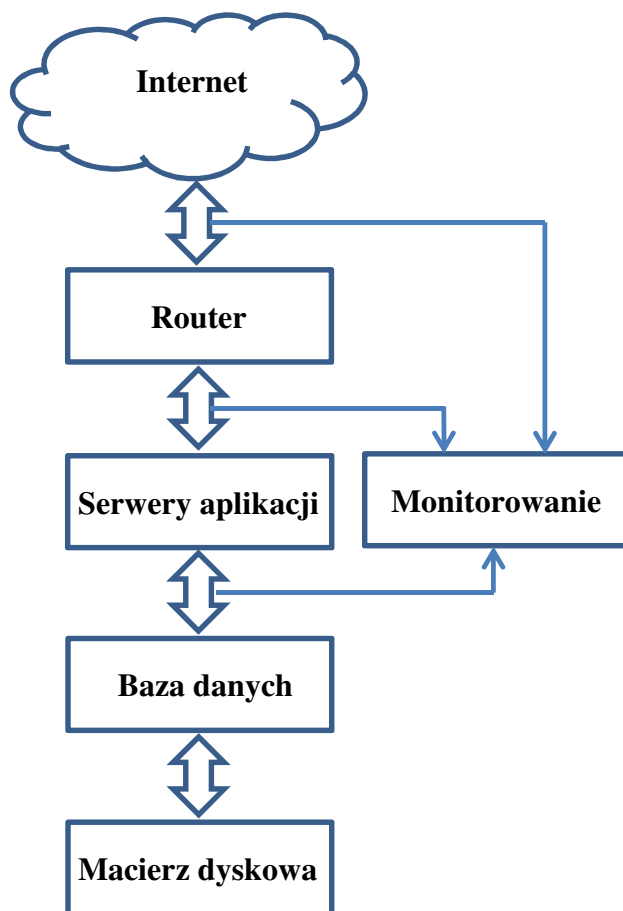 Internet
Router
Serwery aplikacji
Monitorowanie
Baza danych
Macierz dyskowa